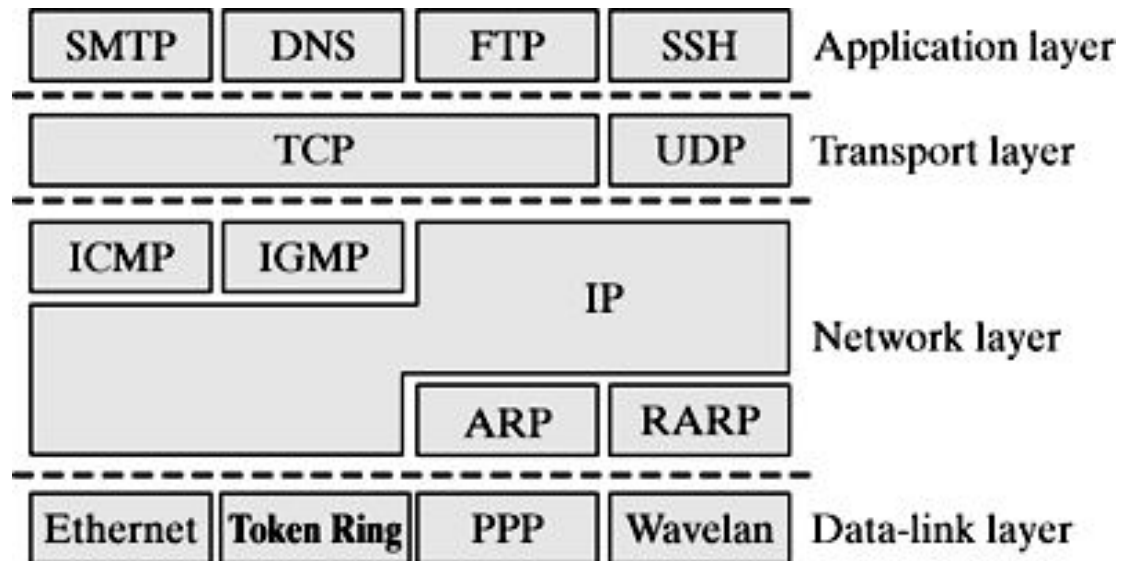 SMTP DNS FTP SSH Application layer
TCP UDP Transport layer
ICMP IGMP
IP
Network layer
ARP RARP
Ethernet Token Ring PPP Wavelan Data-link layer